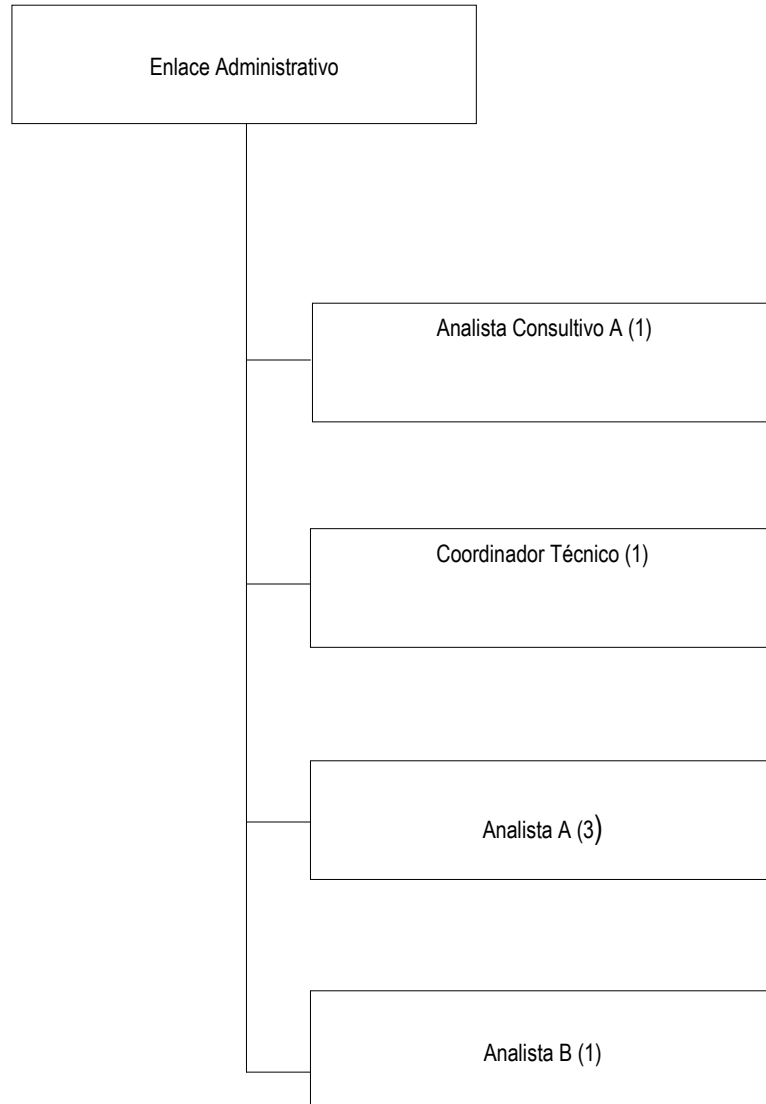 Enlace Administrativo
Analista Consultivo A (1)
Coordinador Técnico (1)
Analista A (3)
Analista B (1)